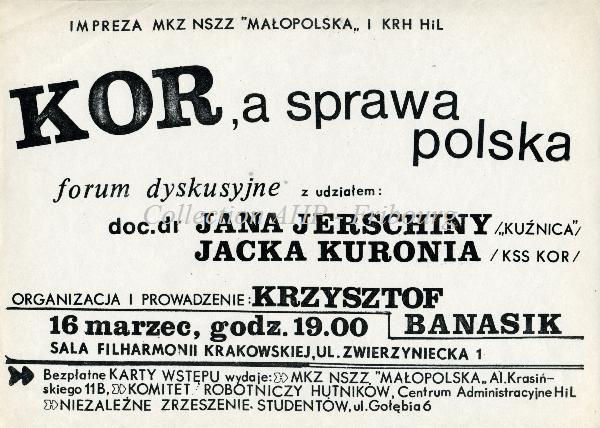 IMPREZA MKZ NSZZ "MAŁOPOLSKA„ I KRH HiL
KOR, a sprawa
polska
forum dyskusyjne z udziałem:
Collection AHP - Fribourg
doc.dr JANA JERSCHINY /„KUŹNICA”/
JACKA KURONIA /KSS KOR/
ORGANIZACJA I PROWADZENIE: KRZYSZTOF
16 marzec, godz. 19.00 BANASIK
SALA FILHARMONII KRAKOWSKIEJ, UL. ZWIERZYNIECKA 1
Bezpłatne KARTY WSTĘPU wydaje: MKZ NSZZ "MAŁOPOLSKA„ Al. Krasiń-
skiego 11B, KOMITET ROBOTNICZY HUTNIKÓW, Centrum Administracyjne HiL
NIEZALEŻNE ZRZESZENIE STUDENTÓW, ul. Gołębia 6